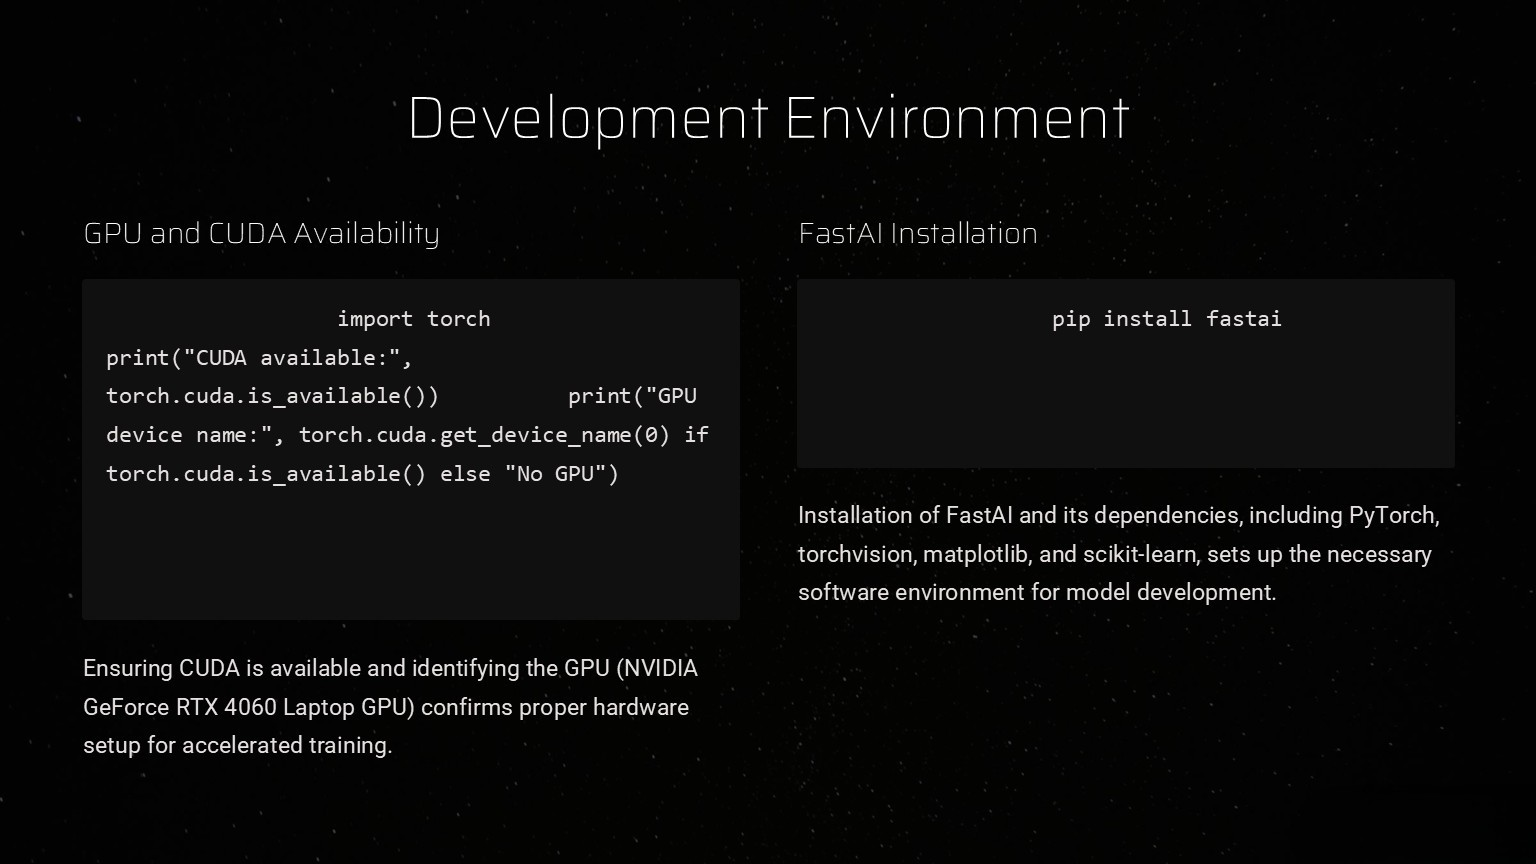 Development Environment
GPU and CUDA Availability
import torch
print("CUDA available:",
torch.cuda.is_available())          print("GPU
device name:", torch.cuda.get_device_name(0) if
torch.cuda.is_available() else "No GPU")
Ensuring CUDA is available and identifying the GPU (NVIDIA
GeForce RTX 4060 Laptop GPU) confirms proper hardware
setup for accelerated training.
FastAI Installation
pip install fastai
Installation of FastAI and its dependencies, including PyTorch,
torchvision, matplotlib, and scikit-learn, sets up the necessary
software environment for model development.